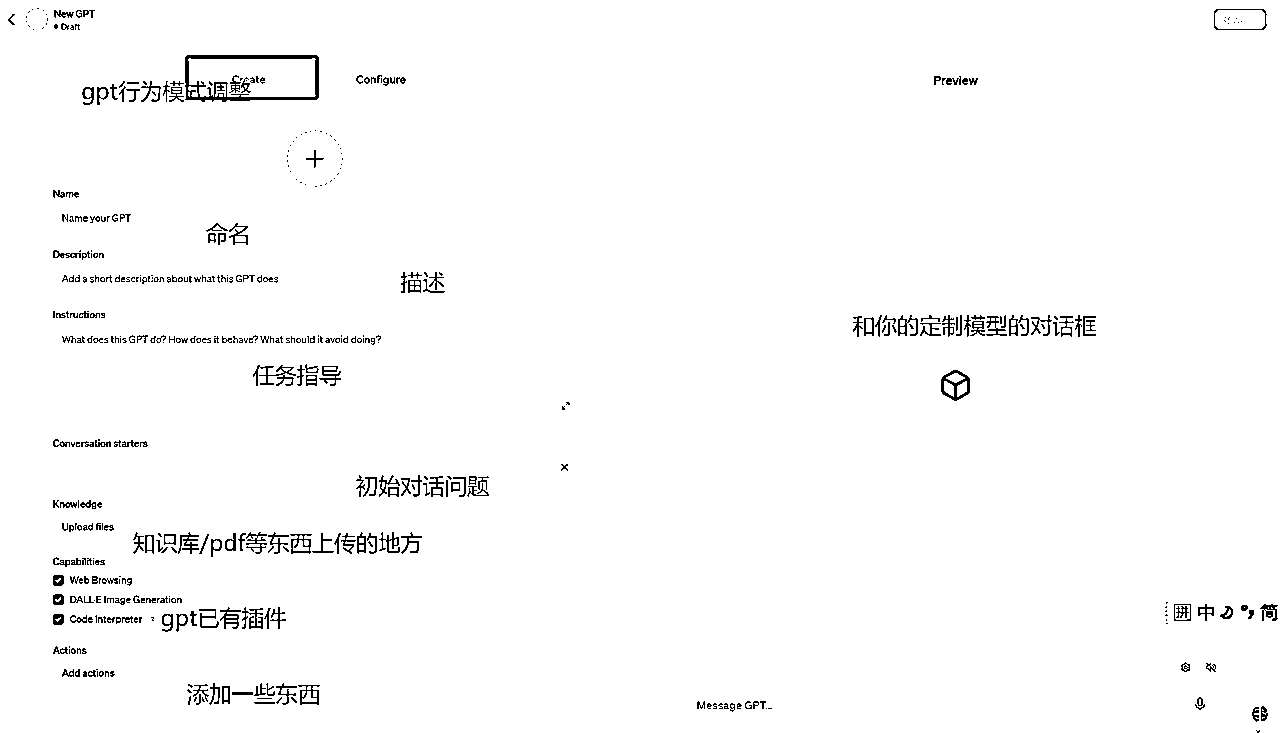 New GPT
Draft
Create
Configure
gpt行为模式调整
Name
Name your GPT
命名
Description
Add a short description about what this GPT does
描述
Instructions
What does this GPT do? How does it behave? What should it avoid doing?
任务指导
Conversation starters
初始对话问题
Knowledge
Upload files
知识库/pdf等东西上传的地方
Capabilities
Web Browsing
DALL·E Image Generation
Code Interpreter ?
gpt已有插件
Actions
Add actions
添加一些东西
Preview
和你的定制模型的对话框
Message GPT...
拼 中 简